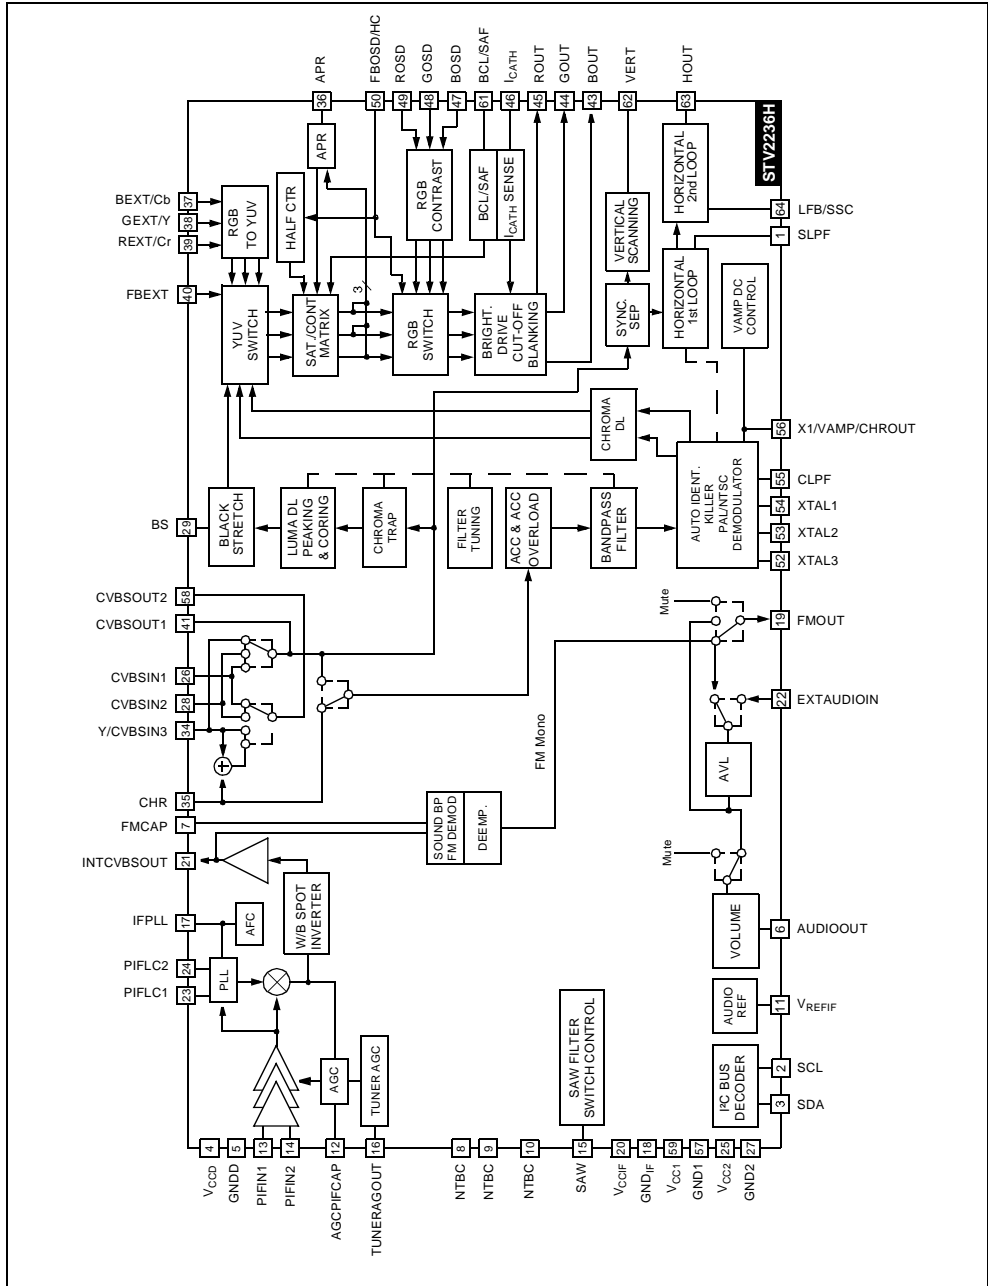 APR
FBOSD/HC
ROSD
GOSD
BOSD
BCL/SAF
ICATH
ROUT
GOUT
BOUT
VERT
HOUT
36
50
49
48
47
61
46
45
44
43
62
63
STV2236H
BEXT/Cb
37
GEXT/Y
38
REXT/Cr
39
FBEXT
40
RGB
TO YUV
HALF CTR
APR
RGB
CONTRAST
BCL/SAF
ICATH SENSE
VERTICAL
SCANNING
HORIZONTAL
2nd LOOP
64
LFB/SSC
1
SLPF
YUV
SWITCH
SAT./CONT
MATRIX
3
RGB
SWITCH
BRIGHT.
DRIVE
CUT-OFF
BLANKING
SYNC.
SEP
HORIZONTAL
1st LOOP
VAMP DC
CONTROL
CHROMA
DL
56
X1/VAMP/CHROUT
BS
29
BLACK
STRETCH
LUMA DL
PEAKING
& CORING
CHROMA
TRAP
FILTER
TUNING
ACC & ACC
OVERLOAD
BANDPASS
FILTER
AUTO IDENT.
KILLER
PAL/NTSC
DEMODULATOR
55
CLPF
54
XTAL1
53
XTAL2
52
XTAL3
CVBSOUT2
58
CVBSOUT1
41
CVBSIN1
26
CVBSIN2
28
Y/CVBSIN3
34
CHR
35
FMCAP
7
INTCVBSOUT
21
Mute
19
FMOUT
22
EXTAUDIOIN
FM Mono
AVL
SOUND BP
FM DEMOD
DEEMP.
Mute
IFPLL
17
AFC
W/B SPOT
INVERTER
VOLUME
6
AUDIOOUT
PIFLC2
24
PIFLC1
23
PLL
AUDIO
REF
11
VREFIF
AGC
TUNER AGC
SAW FILTER
SWITCH CONTROL
I²C BUS
DECODER
2
SCL
3
SDA
4
5
13
14
12
16
8
9
10
15
20
18
59
57
25
27
VCCD
GNDD
PIFIN1
PIFIN2
AGCPIFCAP
TUNERAGOUT
NTBC
NTBC
NTBC
SAW
VCCIF
GNDIF
VCC1
GND1
VCC2
GND2